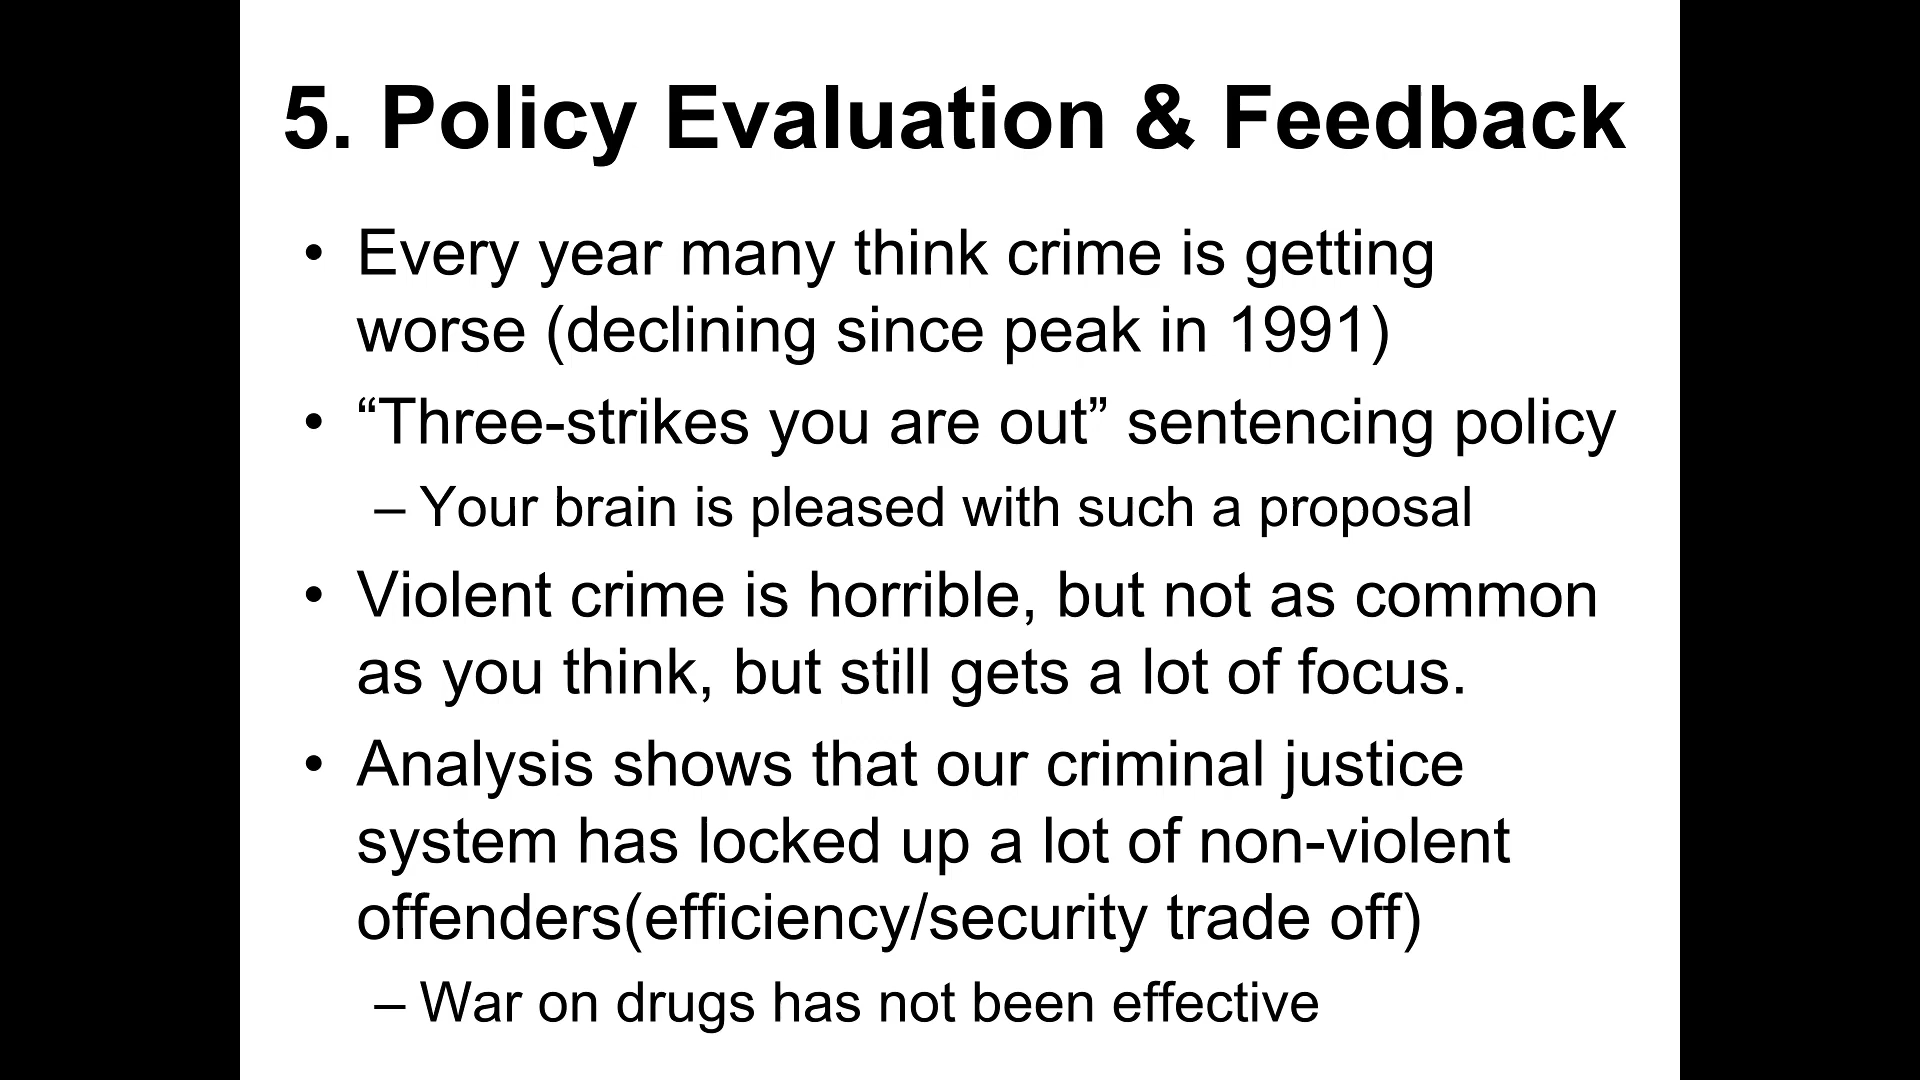 5. Policy Evaluation & Feedback
• Every year many think crime is getting
worse (declining since peak in 1991)
• “Three-strikes you are out” sentencing policy
– Your brain is pleased with such a proposal
• Violent crime is horrible, but not as common
as you think, but still gets a lot of focus.
• Analysis shows that our criminal justice
system has locked up a lot of non-violent
offenders(efficiency/security trade off)
– War on drugs has not been effective